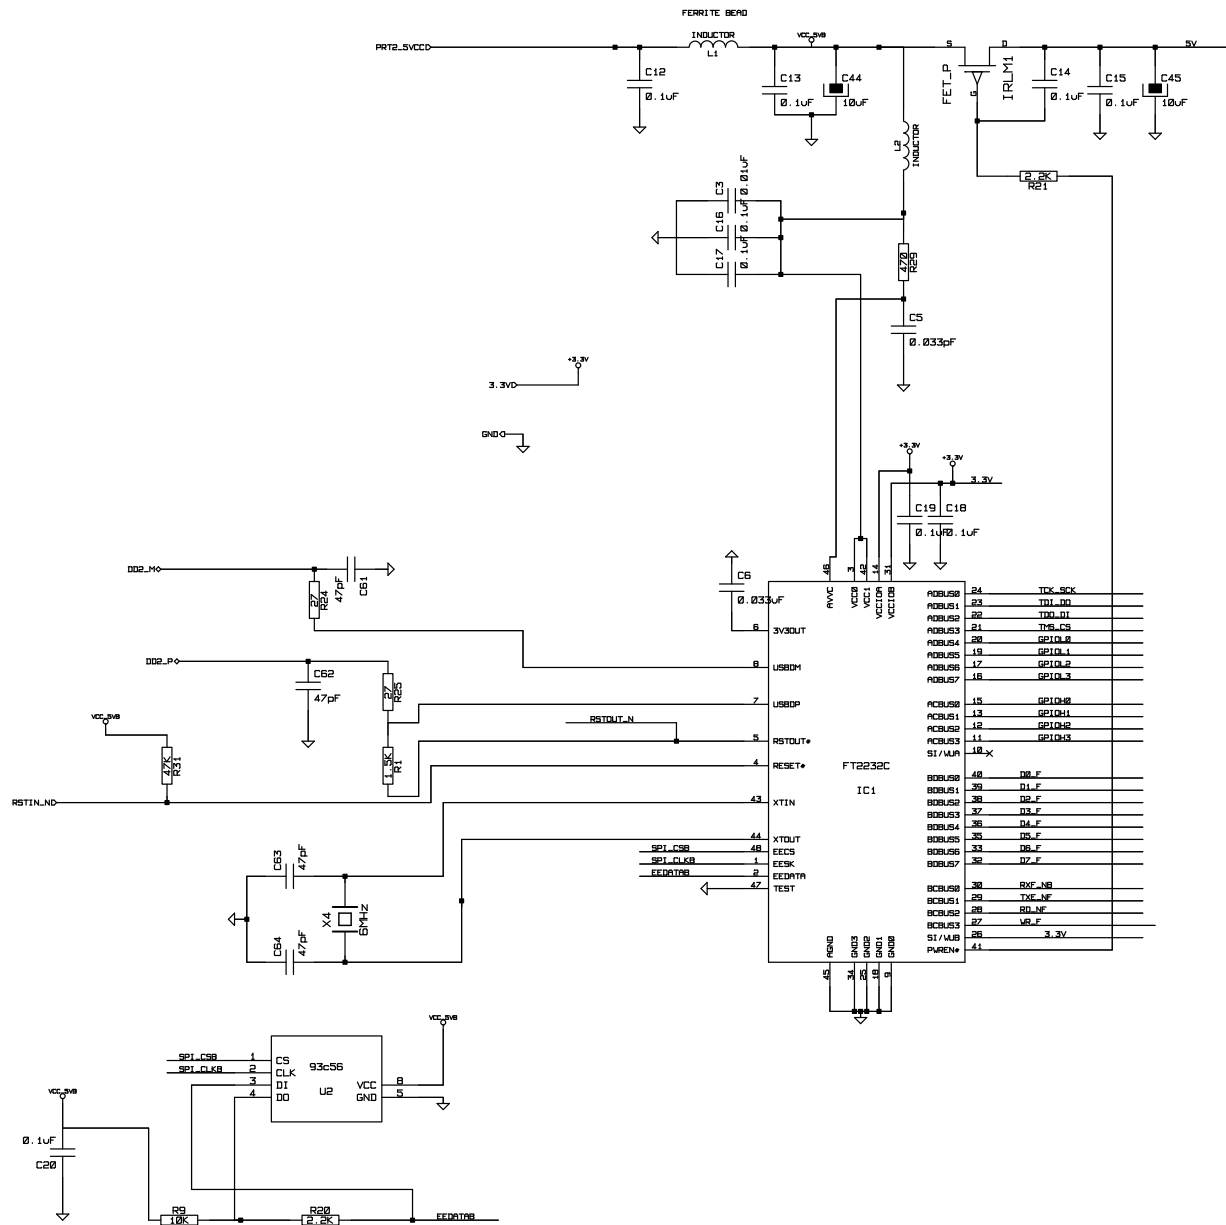 FERRITE BEAD
INDUCTOR
L1
PRT2_5VCC
VCC_5VB
S
D
5V
G
FET_P
IRLM1
C12
0.1uF
C13
0.1uF
C44
10uF
C14
0.1uF
C15
0.1uF
C45
10uF
L2
INDUCTOR
2.2K
R21
C3
0.01uF
C16
0.1uF
C17
0.1uF
470
R29
C5
0.033pF
+3.3V
3.3V
GND
+3.3V
+3.3V
3.3V
C19
0.1uF
C18
0.1uF
DD2_M
47pF
C61
27
R24
C6
0.033uF
DD2_P
C62
47pF
27
R25
VCC_5VB
47K
R31
1.5K
R1
RSTOUT_N
RSTIN_N
C63
47pF
X4
6MHz
C64
47pF
SPI_CSB
SPI_CLKB
EEDATAB
46
3
42
14
31
AVVC
VCC0
VCC1
VCCIOA
VCCIOB
6 3V3OUT
8 USBDM
7 USBDP
5 RSTOUT#
4 RESET#
43 XTIN
44 XTOUT
48 EECS
1 EESK
2 EEDATA
47 TEST
FT2232C
IC1
ADBUS0 24 TCK_SCK
ADBUS1 23 TDI_DO
ADBUS2 22 TDO_DI
ADBUS3 21 TMS_CS
ADBUS4 20 GPIOL0
ADBUS5 19 GPIOL1
ADBUS6 17 GPIOL2
ADBUS7 16 GPIOL3
ACBUS0 15 GPIOH0
ACBUS1 13 GPIOH1
ACBUS2 12 GPIOH2
ACBUS3 11 GPIOH3
SI/WUA 10
BDBUS0 40 D0_F
BDBUS1 39 D1_F
BDBUS2 38 D2_F
BDBUS3 37 D3_F
BDBUS4 36 D4_F
BDBUS5 35 D5_F
BDBUS6 33 D6_F
BDBUS7 32 D7_F
BCBUS0 30 RXF_NB
BCBUS1 29 TXE_NF
BCBUS2 28 RD_NF
BCBUS3 27 WR_F
SI/WUB 26 3.3V
PWREN# 41
AGND
GND3
GND2
GND1
GND0
45
34
25
18
9
VCC_5VB
SPI_CSB 1 CS
SPI_CLKB 2 CLK
3 DI
4 DO
93c56
U2
VCC 8
GND 5
VCC_5VB
0.1uF
C20
R9
10K
R20
2.2K
EEDATAB